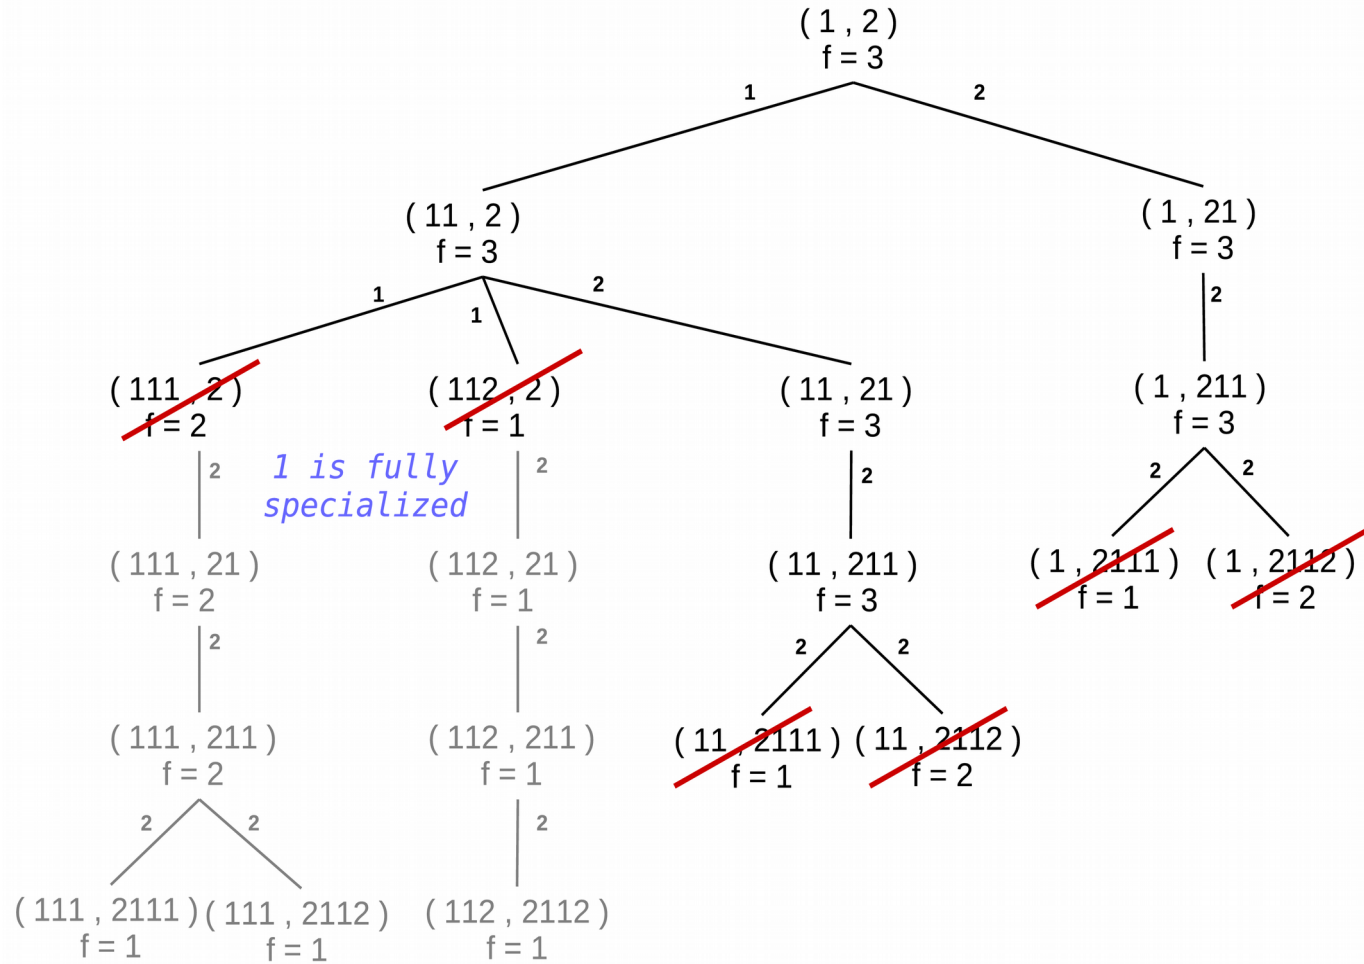 ( 1 , 2 )
f = 3
1
2
( 11 , 2 )
f = 3
( 1 , 21 )
f = 3
1
1
2
2
( 111 , 2 )
f = 2
( 112 , 2 )
f = 1
( 11 , 21 )
f = 3
( 1 , 211 )
f = 3
2
1 is fully
specialized
2
2
2
2
( 111 , 21 )
f = 2
( 112 , 21 )
f = 1
( 11 , 211 )
f = 3
( 1 , 2111 )
f = 1
( 1 , 2112 )
f = 2
2
2
2
2
( 111 , 211 )
f = 2
( 112 , 211 )
f = 1
( 11 , 2111 )
f = 1
( 11 , 2112 )
f = 2
2
2
2
( 111 , 2111 )
f = 1
( 111 , 2112 )
f = 1
( 112 , 2112 )
f = 1